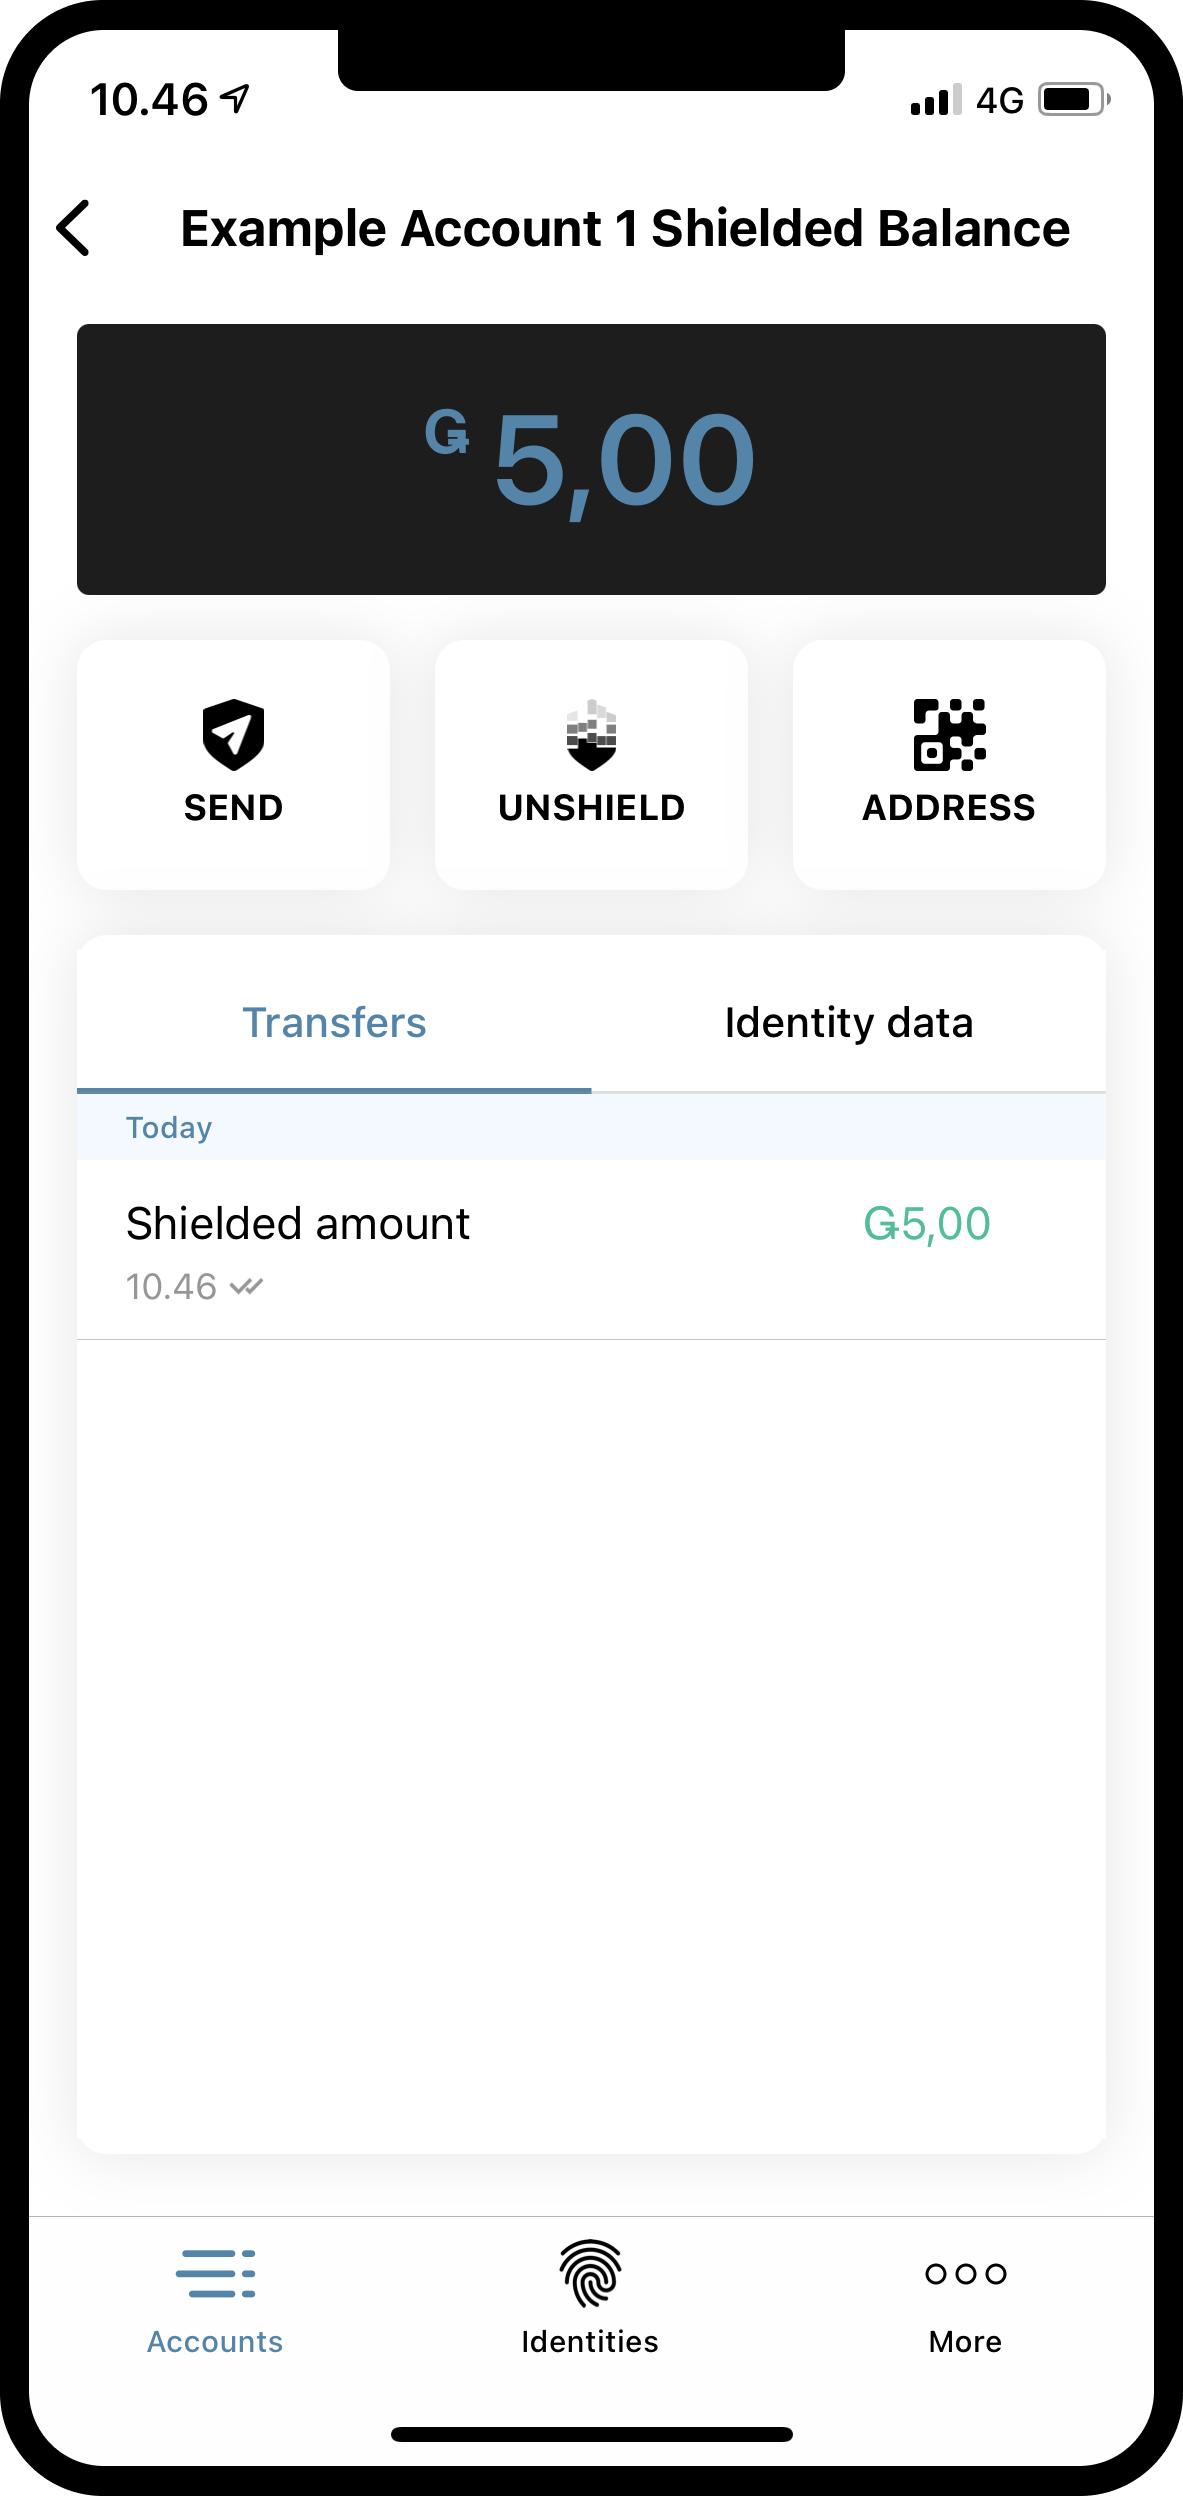 10.46
4G
Example Account 1 Shielded Balance
Ǥ 5,00
SEND
UNSHIELD
ADDRESS
Transfers
Identity data
Today
Shielded amount
Ǥ5,00
10.46
Accounts
Identities
More